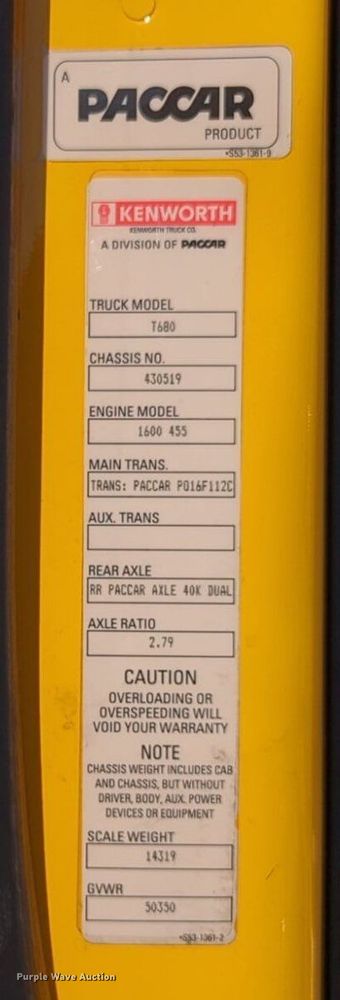 A
PACCAR
PRODUCT
•S53-1361-9
KENWORTH
KENWORTH TRUCK CO.
A DIVISION OF PACCAR
TRUCK MODEL
T680
CHASSIS NO.
430519
ENGINE MODEL
1600 455
MAIN TRANS.
TRANS: PACCAR PO16F112C
AUX. TRANS
REAR AXLE
RR PACCAR AXLE 40K DUAL
AXLE RATIO
2.79
CAUTION
OVERLOADING OR
OVERSPEEDING WILL
VOID YOUR WARRANTY
NOTE
CHASSIS WEIGHT INCLUDES CAB
AND CHASSIS, BUT WITHOUT
DRIVER, BODY, AUX. POWER
DEVICES OR EQUIPMENT
SCALE WEIGHT
14319
GVWR
50350
•S53-1361-2
Purple Wave Auction